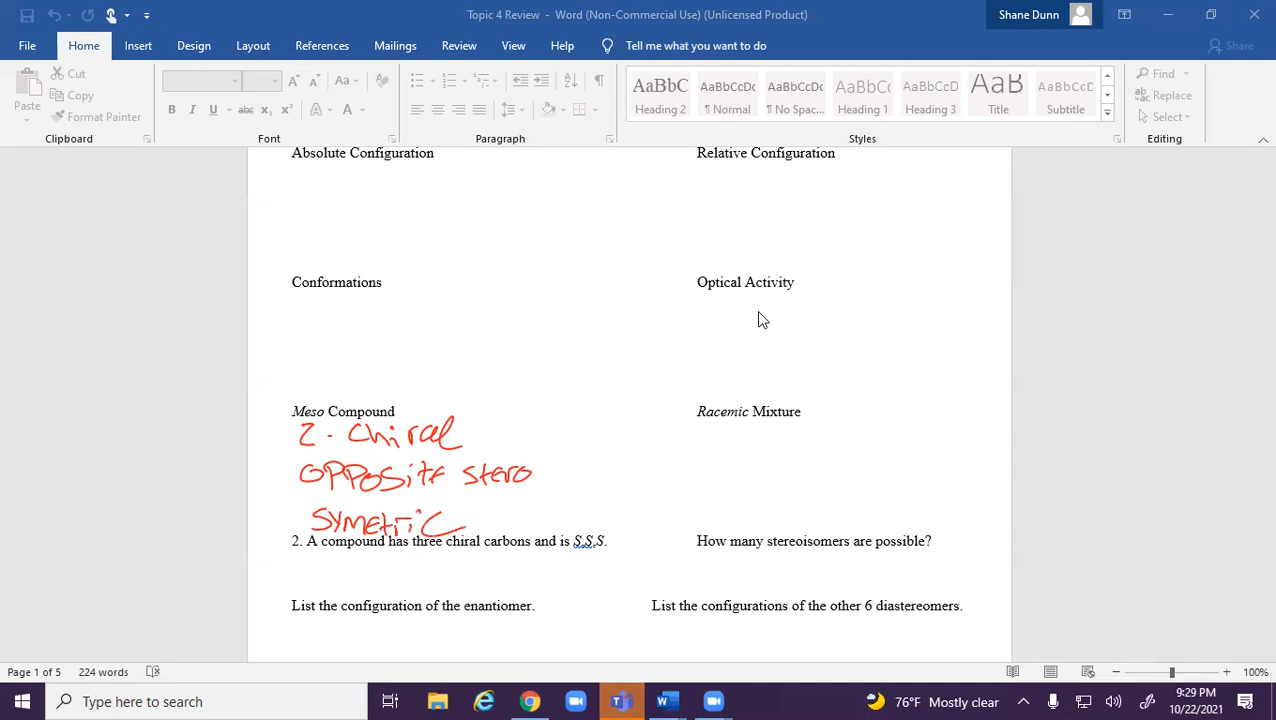 Topic 4 Review - Word (Non-Commercial Use) (Unlicensed Product)
Shane Dunn
File Home Insert Design Layout References Mailings Review View Help Tell me what you want to do Share
Paste
Cut
Copy
Format Painter
Clipboard
A A Aa
B I U abc x₂ x² A A
Font
Paragraph
AaBbC AaBbCcDd AaBbCcDd AaBbCc AaBbCcD AaB AaBbCcD
Heading 2 ¶ Normal ¶ No Spac... Heading 1 Heading 3 Title Subtitle
Styles
Find
Replace
Select
Editing
Absolute Configuration Relative Configuration
Conformations Optical Activity
Meso Compound Racemic Mixture
2 - Chiral
OPPOSite stero
SYMetriC
2. A compound has three chiral carbons and is S,S,S. How many stereoisomers are possible?
List the configuration of the enantiomer. List the configurations of the other 6 diastereomers.
Page 1 of 5 224 words 100%
Type here to search
76°F Mostly clear
9:29 PM
10/22/2021